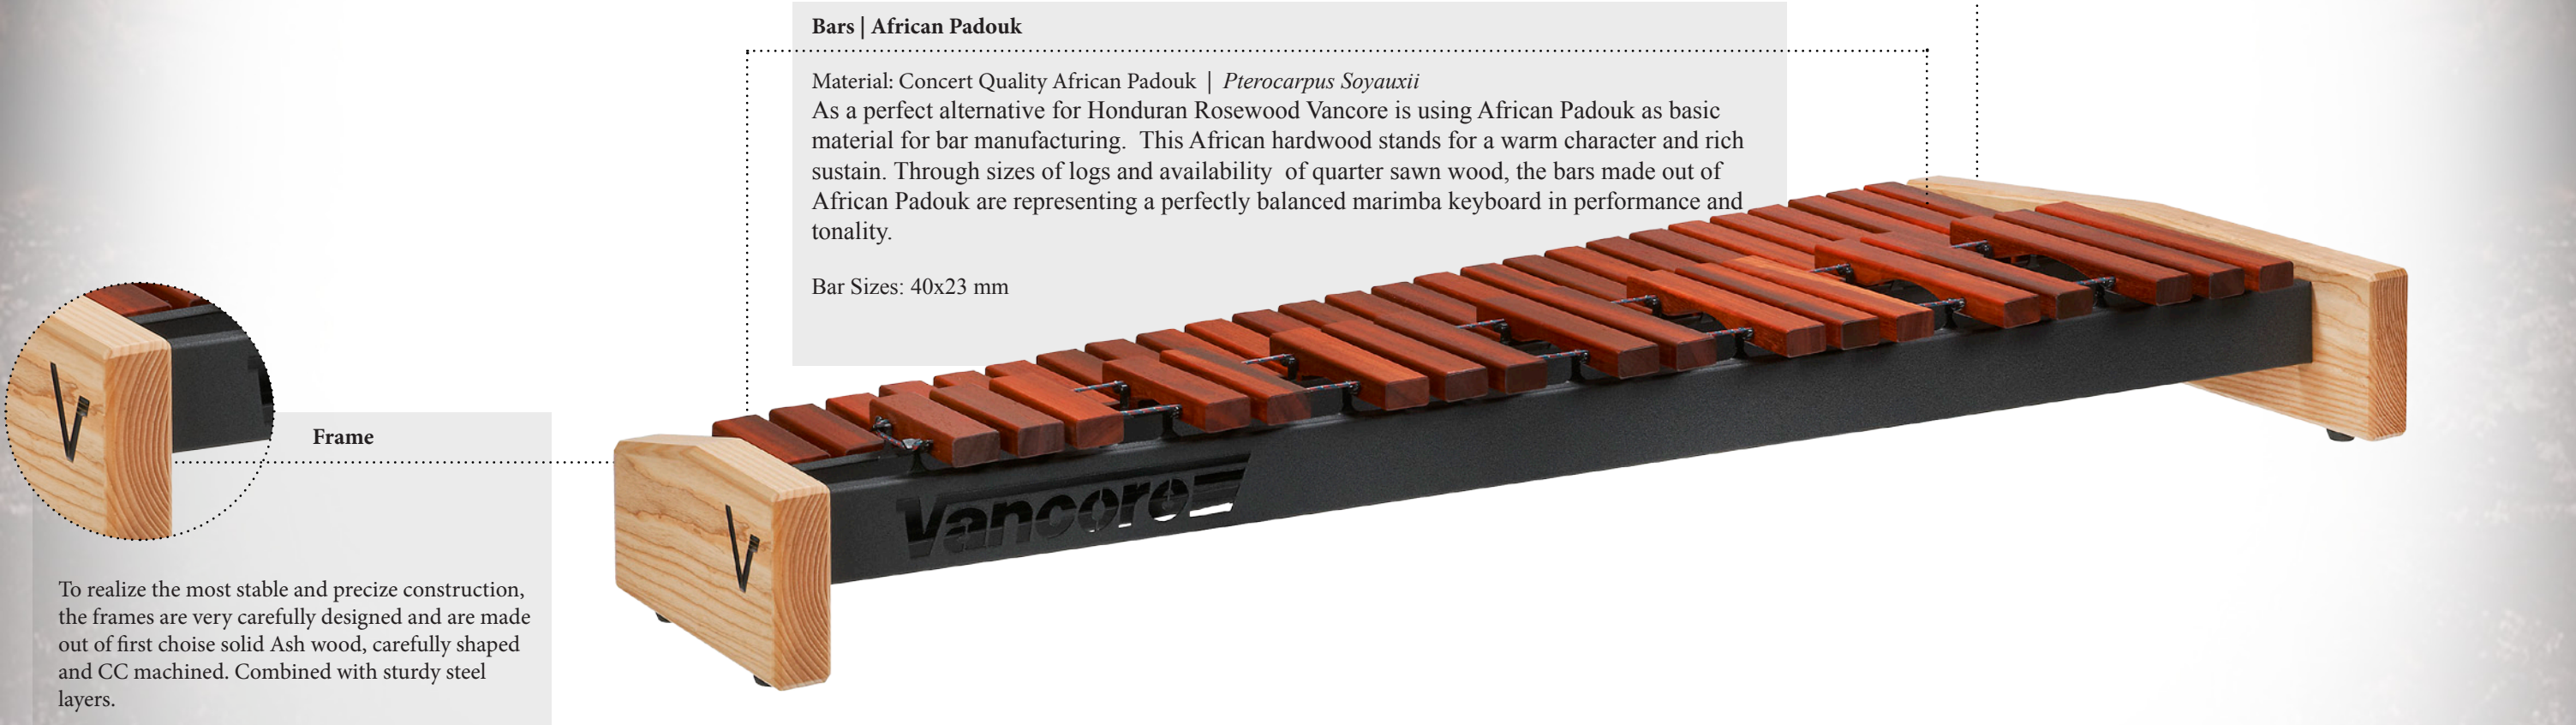 Bars | African Padouk
Material: Concert Quality African Padouk | Pterocarpus Soyauxii
As a perfect alternative for Honduran Rosewood Vancore is using African Padouk as basic
material for bar manufacturing.  This African hardwood stands for a warm character and rich
sustain. Through sizes of logs and availability  of quarter sawn wood, the bars made out of
African Padouk are representing a perfectly balanced marimba keyboard in performance and
tonality.
Bar Sizes: 40x23 mm
V
Frame
To realize the most stable and precize construction,
the frames are very carefully designed and are made
out of first choise solid Ash wood, carefully shaped
and CC machined. Combined with sturdy steel
layers.
V
Vancore